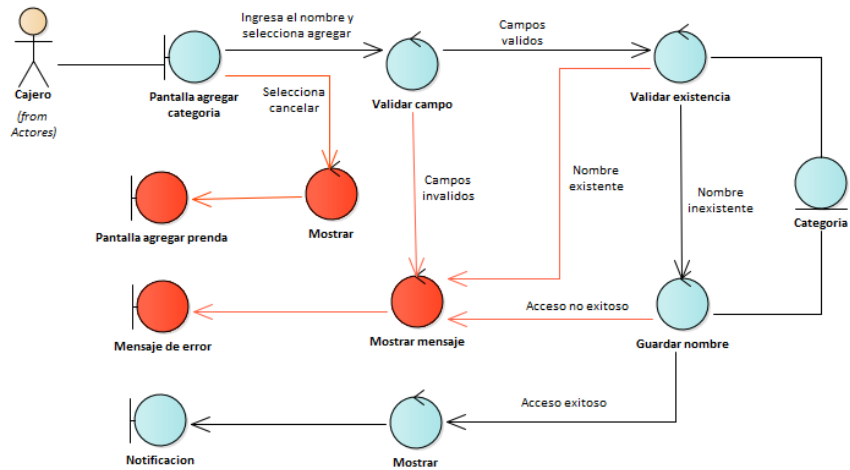 Ingresa el nombre y
selecciona agregar
Campos
validos
Cajero
(from
Actores)
Pantalla agregar
categoria
Selecciona
cancelar
Validar campo
Validar existencia
Campos
invalidos
Nombre
existente
Nombre
inexistente
Categoria
Pantalla agregar prenda
Mostrar
Acceso no exitoso
Mensaje de error
Mostrar mensaje
Guardar nombre
Acceso exitoso
Notificacion
Mostrar